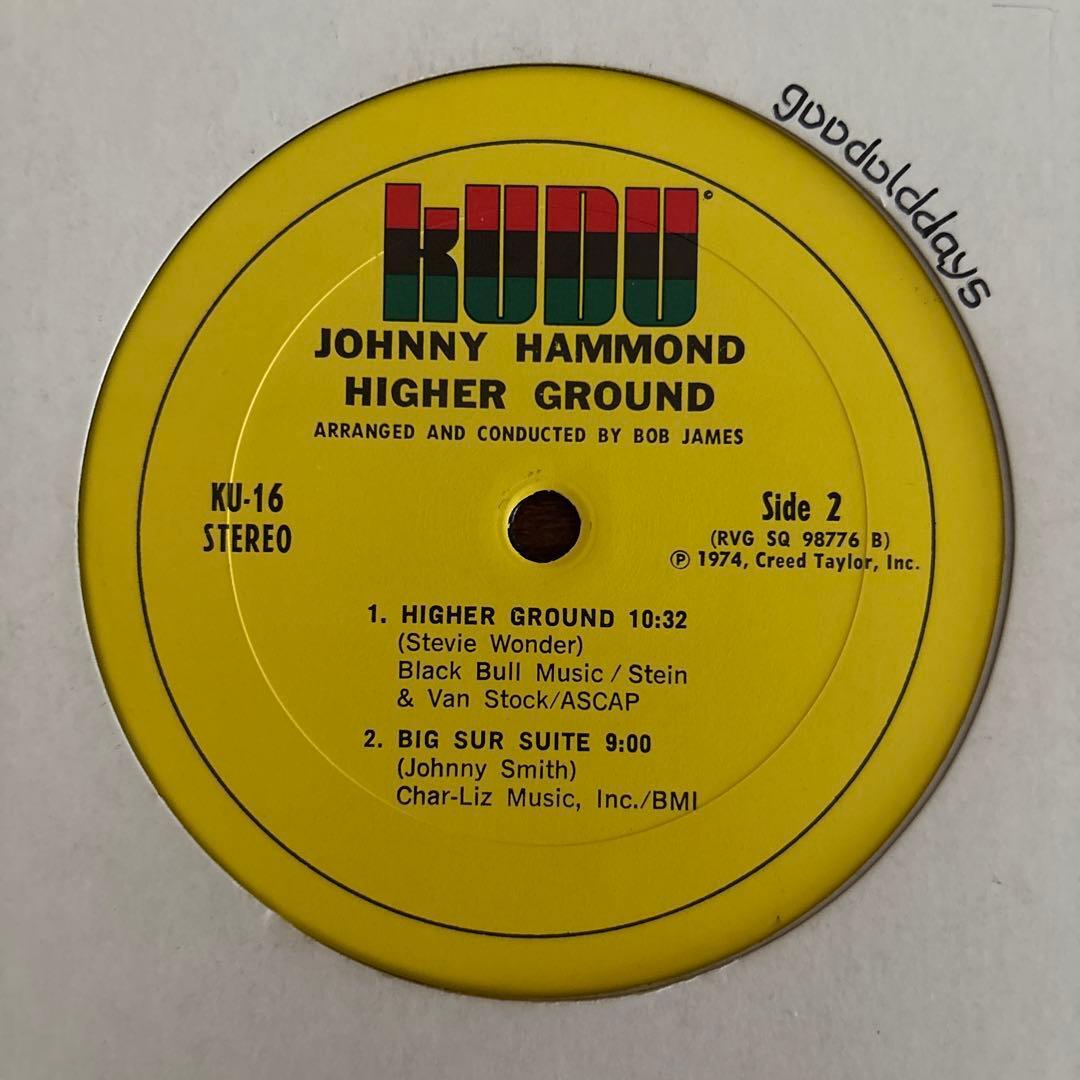 goodolddays
KUDU
JOHNNY HAMMOND
HIGHER GROUND
ARRANGED AND CONDUCTED BY BOB JAMES
KU-16
STEREO
Side 2
(RVG SQ 98776 B)
℗ 1974, Creed Taylor, Inc.
1. HIGHER GROUND 10:32
(Stevie Wonder)
Black Bull Music / Stein
& Van Stock/ASCAP
2. BIG SUR SUITE 9:00
(Johnny Smith)
Char-Liz Music, Inc./BMI